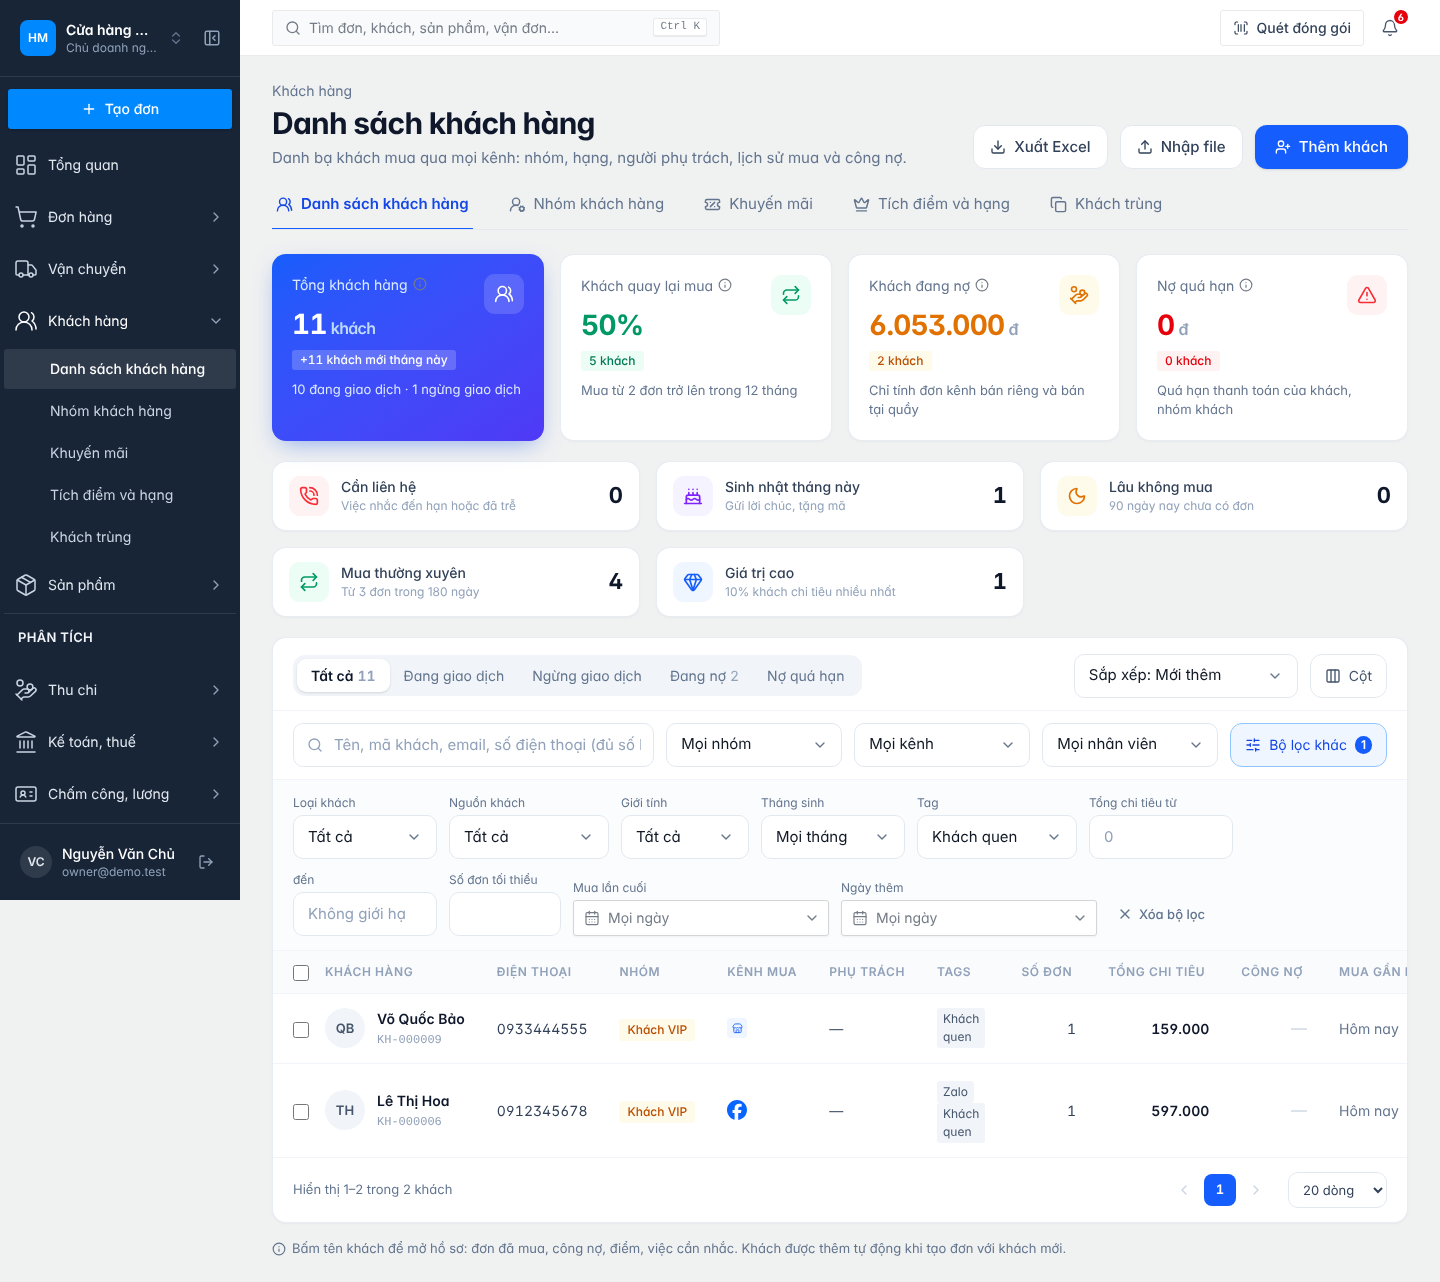 HM
Cửa hàng ...
Chủ doanh ng...
Tạo đơn
Tổng quan
Đơn hàng
Vận chuyển
Khách hàng
Danh sách khách hàng
Nhóm khách hàng
Khuyến mãi
Tích điểm và hạng
Khách trùng
Sản phẩm
PHÂN TÍCH
Thu chi
Kế toán, thuế
Chấm công, lương
VC
Nguyễn Văn Chủ
owner@demo.test
Tìm đơn, khách, sản phẩm, vận đơn...
Ctrl K
Quét đóng gói
6
Khách hàng
Danh sách khách hàng
Danh bạ khách mua qua mọi kênh: nhóm, hạng, người phụ trách, lịch sử mua và công nợ.
Xuất Excel
Nhập file
Thêm khách
Danh sách khách hàng
Nhóm khách hàng
Khuyến mãi
Tích điểm và hạng
Khách trùng
Tổng khách hàng
11 khách
+11 khách mới tháng này
10 đang giao dịch · 1 ngừng giao dịch
Khách quay lại mua
50%
5 khách
Mua từ 2 đơn trở lên trong 12 tháng
Khách đang nợ
6.053.000 đ
2 khách
Chỉ tính đơn kênh bán riêng và bán
tại quầy
Nợ quá hạn
0 đ
0 khách
Quá hạn thanh toán của khách,
nhóm khách
Cần liên hệ
Việc nhắc đến hạn hoặc đã trễ
0
Sinh nhật tháng này
Gửi lời chúc, tặng mã
1
Lâu không mua
90 ngày nay chưa có đơn
0
Mua thường xuyên
Từ 3 đơn trong 180 ngày
4
Giá trị cao
10% khách chi tiêu nhiều nhất
1
Tất cả 11
Đang giao dịch
Ngừng giao dịch
Đang nợ 2
Nợ quá hạn
Sắp xếp: Mới thêm
Cột
Tên, mã khách, email, số điện thoại (đủ số
Mọi nhóm
Mọi kênh
Mọi nhân viên
Bộ lọc khác 1
Loại khách
Nguồn khách
Giới tính
Tháng sinh
Tag
Tổng chi tiêu từ
Tất cả
Tất cả
Tất cả
Mọi tháng
Khách quen
0
đến
Số đơn tối thiểu
Mua lần cuối
Ngày thêm
Không giới hạ
Mọi ngày
Mọi ngày
Xóa bộ lọc
KHÁCH HÀNG
ĐIỆN THOẠI
NHÓM
KÊNH MUA
PHỤ TRÁCH
TAGS
SỐ ĐƠN
TỔNG CHI TIÊU
CÔNG NỢ
MUA GẦN
QB
Võ Quốc Bảo
KH-000009
0933444555
Khách VIP
—
Khách
quen
1
159.000
—
Hôm nay
TH
Lê Thị Hoa
KH-000006
0912345678
Khách VIP
—
Zalo
Khách
quen
1
597.000
—
Hôm nay
Hiển thị 1–2 trong 2 khách
1
20 dòng
Bấm tên khách để mở hồ sơ: đơn đã mua, công nợ, điểm, việc cần nhắc. Khách được thêm tự động khi tạo đơn với khách mới.